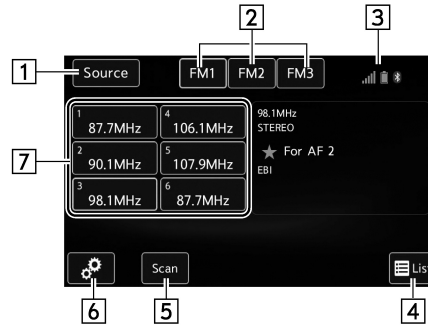 2
3
1
Source
FM1
FM2
FM3
7
1
87.7MHz
4
106.1MHz
2
90.1MHz
5
107.9MHz
3
98.1MHz
6
87.7MHz
98.1MHz
STEREO
★ For AF 2
EBI
Scan
6
5
4